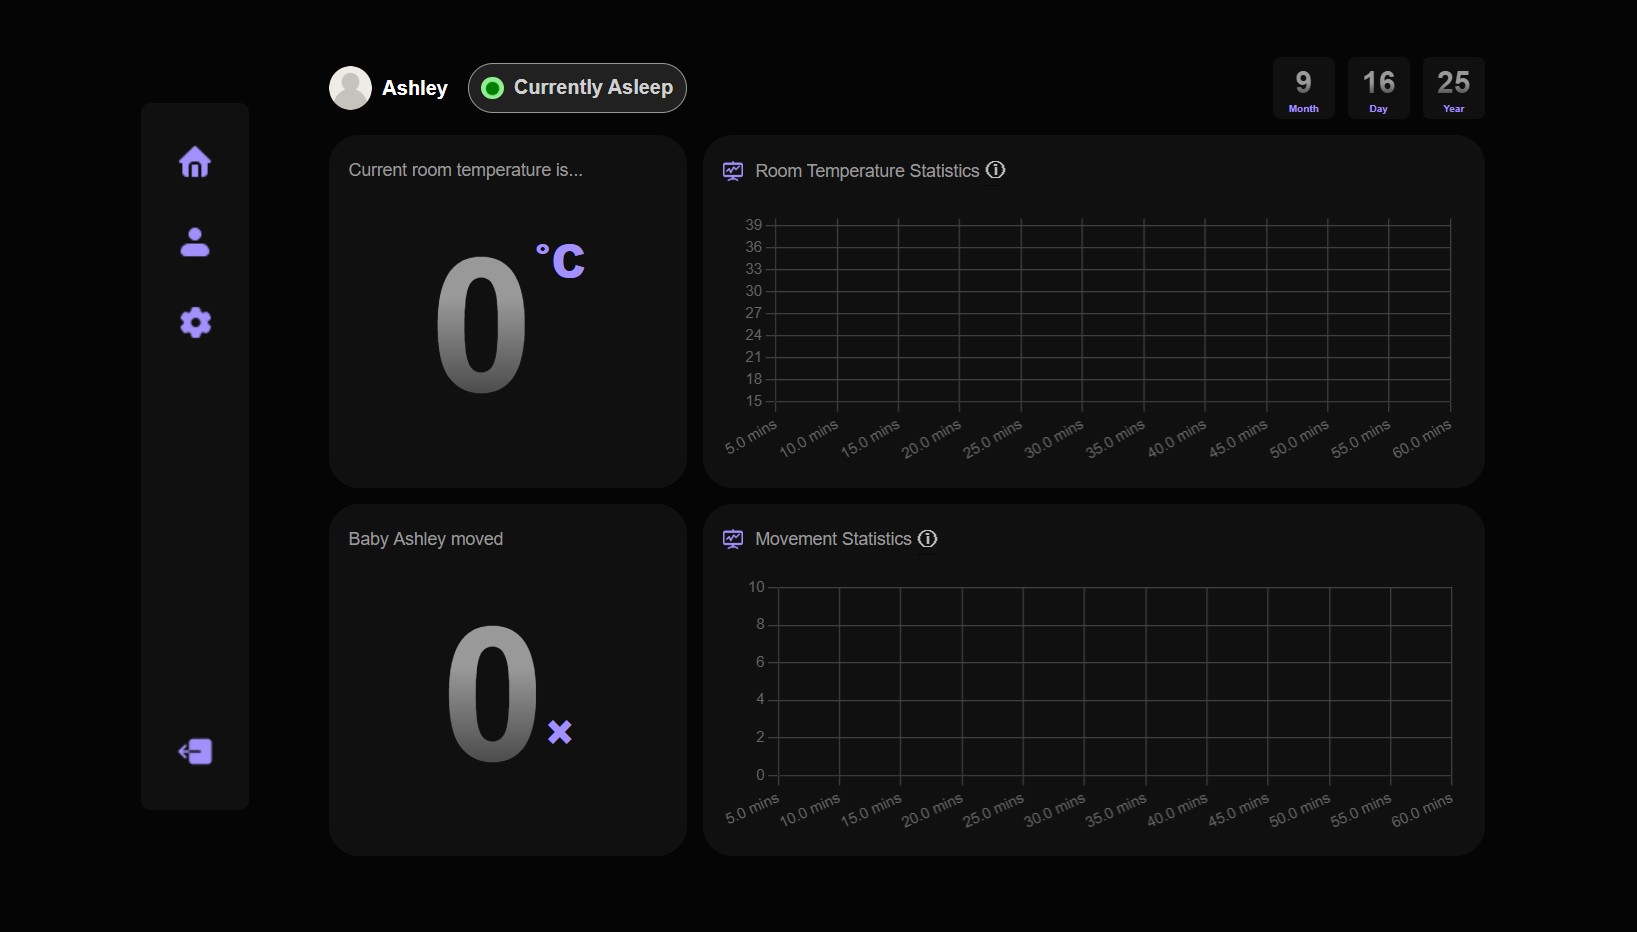 Ashley
Currently Asleep
9
Month
16
Day
25
Year
Current room temperature is...
0
°C
Room Temperature Statistics
39
36
33
30
27
24
21
18
15
5.0 mins
10.0 mins
15.0 mins
20.0 mins
25.0 mins
30.0 mins
35.0 mins
40.0 mins
45.0 mins
50.0 mins
55.0 mins
60.0 mins
Baby Ashley moved
0
×
Movement Statistics
10
8
6
4
2
0
5.0 mins
10.0 mins
15.0 mins
20.0 mins
25.0 mins
30.0 mins
35.0 mins
40.0 mins
45.0 mins
50.0 mins
55.0 mins
60.0 mins